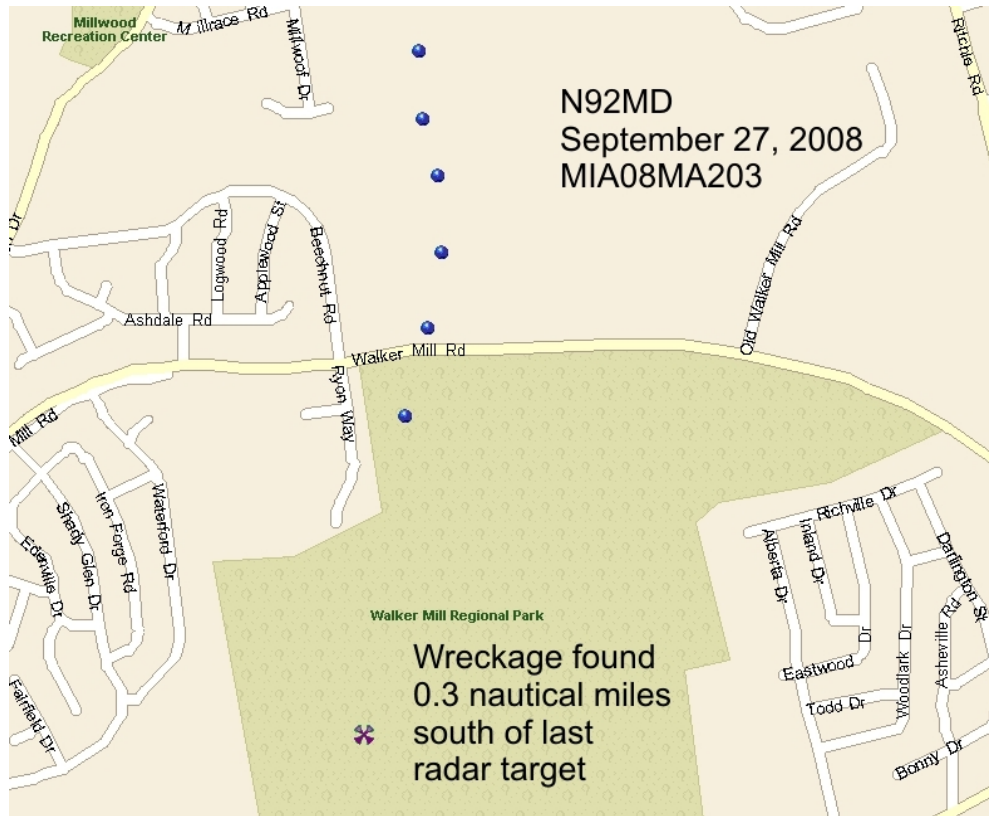 Millwood
Recreation Center
Millrace Rd
Millwoof Dr
Ritchie Rd
N92MD
September 27, 2008
MIA08MA203
Dr
Logwood Rd
Applewood St
Beechnut Rd
Old Walker Mill Rd
Ashdale Rd
Walker Mill Rd
Ryon Way
Mill Rd
Shady Glen Dr
Iron Forge Rd
Waterford Dr
Edenville Dr
Fairfield Dr
Richville Dr
Alberta Dr
Inland Dr
Darlington St
Dr
Woodlark Dr
Asheville Rd
Eastwood
Todd Dr
Bonny Dr
Walker Mill Regional Park
Wreckage found
0.3 nautical miles
south of last
radar target